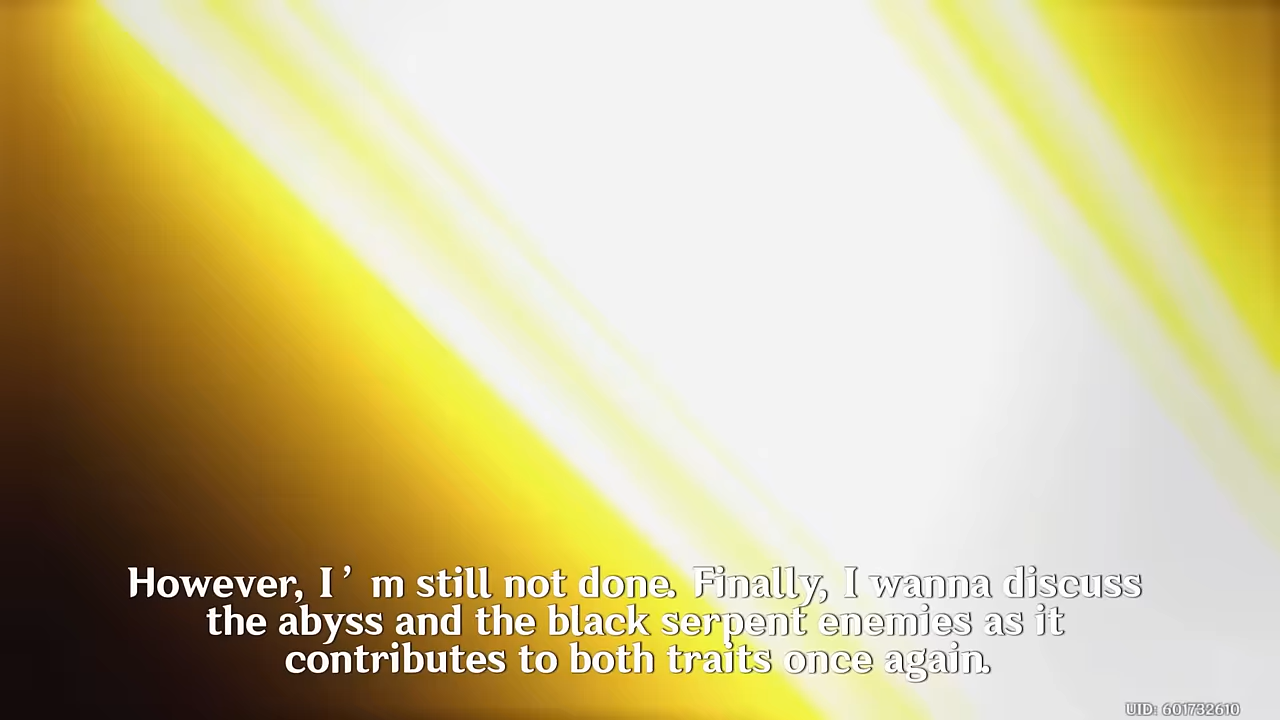 However, I’m still not done. Finally, I wanna discuss
the abyss and the black serpent enemies as it
contributes to both traits once again.
UID: 601732610